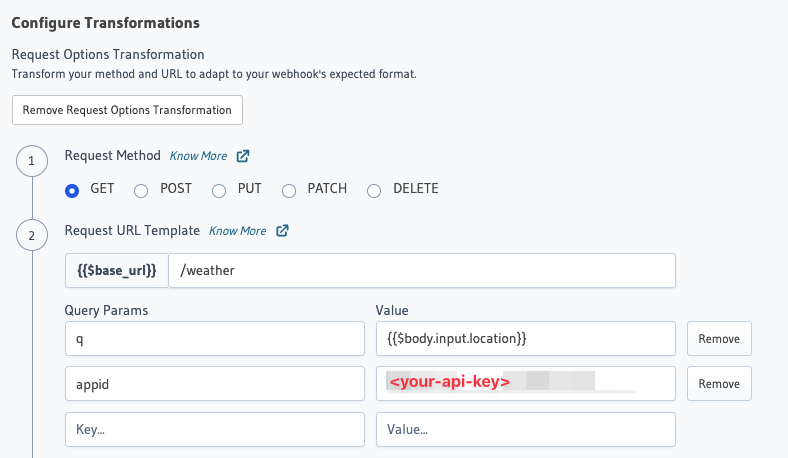 Configure Transformations
Request Options Transformation
Transform your method and URL to adapt to your webhook's expected format.
Remove Request Options Transformation
1 Request Method Know More
GET POST PUT PATCH DELETE
2 Request URL Template Know More
{{$base_url}} /weather
Query Params Value
q {{$body.input.location}} Remove
appid <your-api-key> Remove
Key... Value...